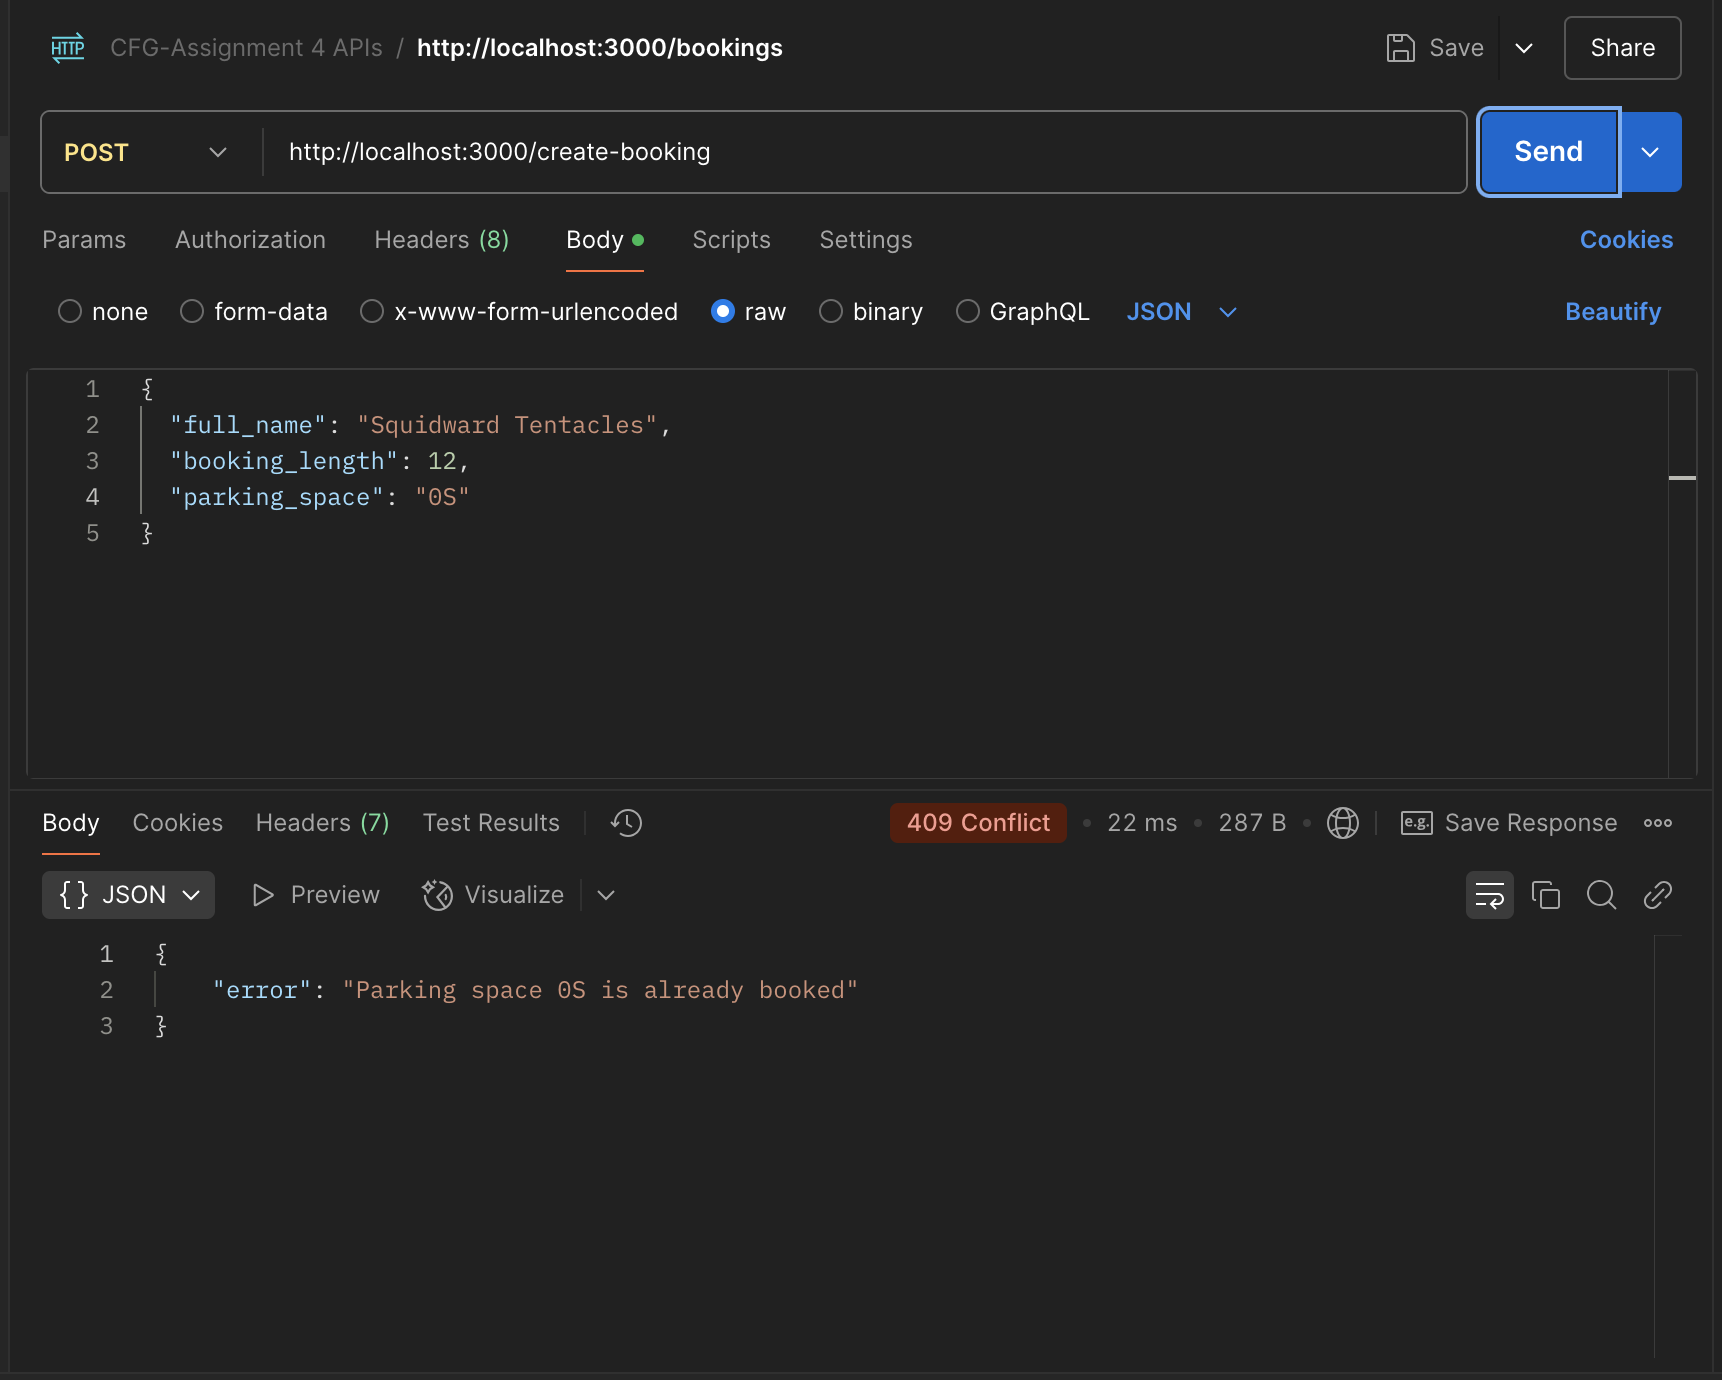 HTTP CFG-Assignment 4 APIs / http://localhost:3000/bookings Save Share
POST http://localhost:3000/create-booking Send
Params Authorization Headers (8) Body Scripts Settings Cookies
none form-data x-www-form-urlencoded raw binary GraphQL JSON Beautify
1 {
2 "full_name": "Squidward Tentacles",
3 "booking_length": 12,
4 "parking_space": "0S"
5 }
Body Cookies Headers (7) Test Results 409 Conflict • 22 ms • 287 B • e.g. Save Response
{} JSON Preview Visualize
1 {
2 "error": "Parking space 0S is already booked"
3 }